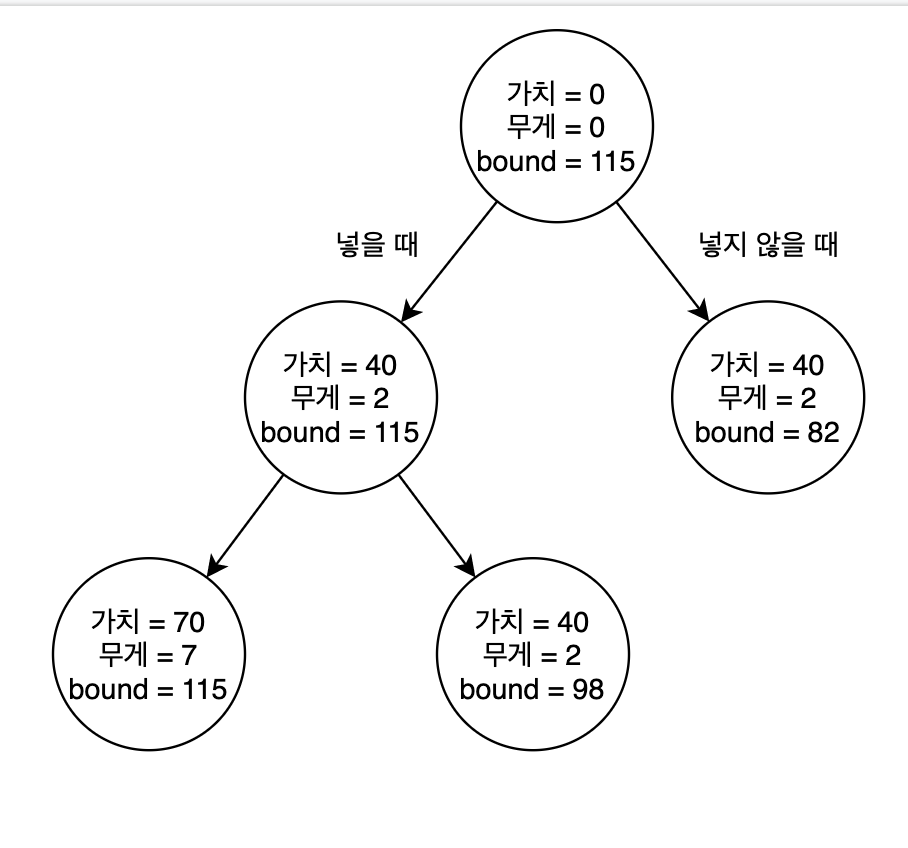 가치 = 0
무게 = 0
bound = 115
넣을 때
넣지 않을 때
가치 = 40
무게 = 2
bound = 115
가치 = 40
무게 = 2
bound = 82
가치 = 70
무게 = 7
bound = 115
가치 = 40
무게 = 2
bound = 98